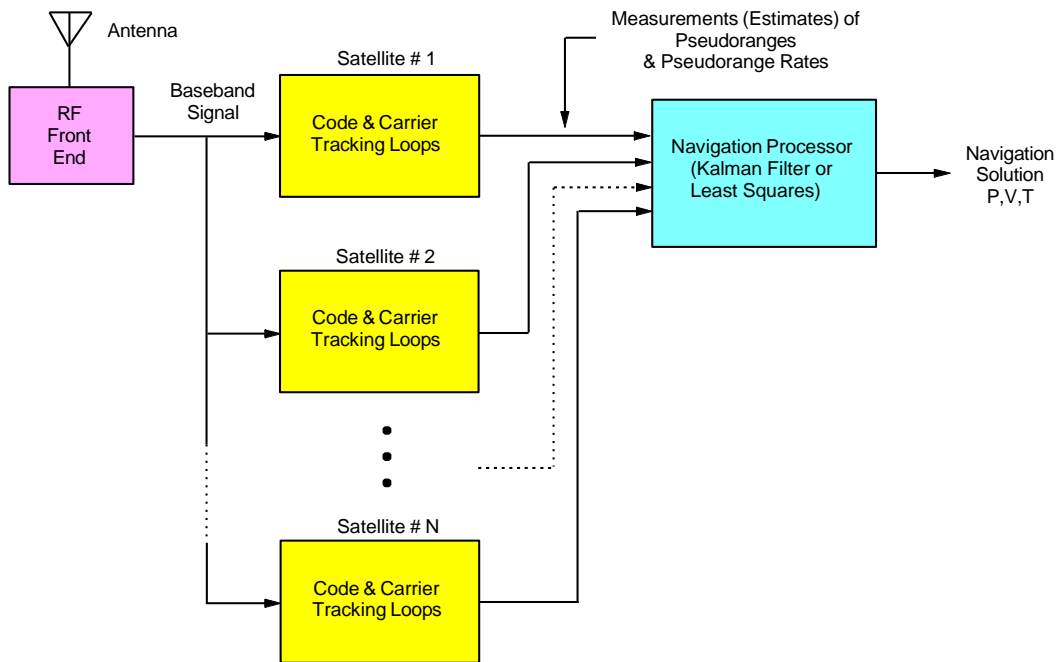 Antenna
RF
Front
End
Baseband
Signal
Satellite # 1
Code & Carrier
Tracking Loops
Measurements (Estimates) of
Pseudoranges
& Pseudorange Rates
Navigation Processor
(Kalman Filter or
Least Squares)
Navigation
Solution
P,V,T
Satellite # 2
Code & Carrier
Tracking Loops
Satellite # N
Code & Carrier
Tracking Loops